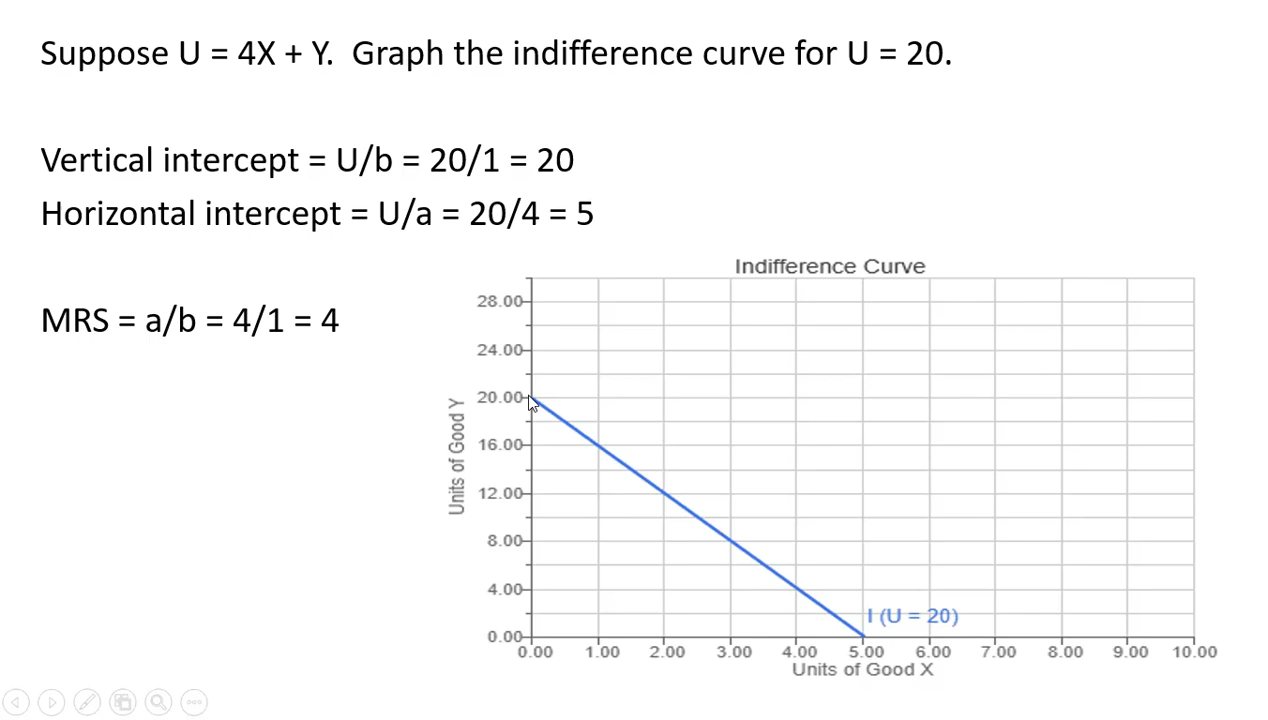 Suppose U = 4X + Y.  Graph the indifference curve for U = 20.
Vertical intercept = U/b = 20/1 = 20
Horizontal intercept = U/a = 20/4 = 5
MRS = a/b = 4/1 = 4
Indifference Curve
28.00
24.00
20.00
16.00
12.00
8.00
4.00
0.00
Units of Good Y
I (U = 20)
0.00 1.00 2.00 3.00 4.00 5.00 6.00 7.00 8.00 9.00 10.00
Units of Good X